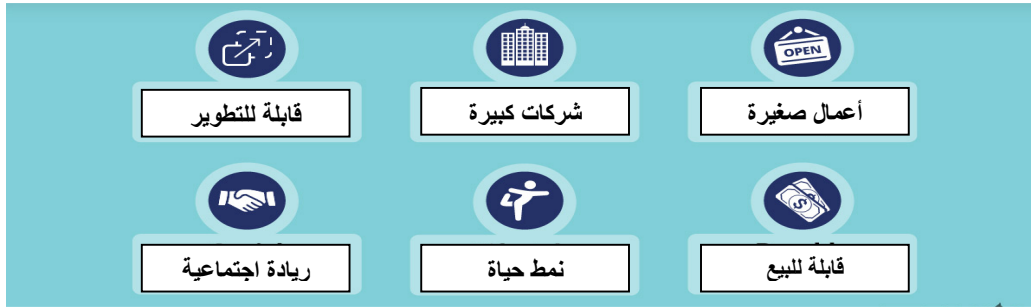 OPEN
أعمال صغيرة
شركات كبيرة
قابلة للتطوير
قابلة للبيع
نمط حياة
ريادة اجتماعية